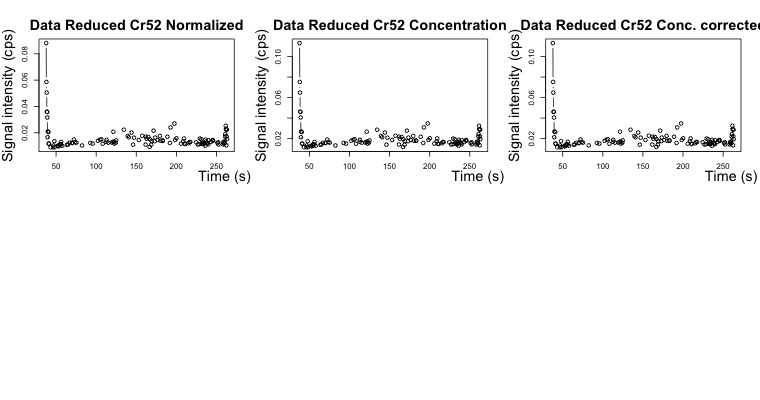 Data Reduced Cr52 Normalized
Signal intensity (cps)
0.02 0.04 0.06 0.08
50 100 150 200 250
Time (s)
Data Reduced Cr52 Concentration
Signal intensity (cps)
0.02 0.06 0.10
50 100 150 200 250
Time (s)
Data Reduced Cr52 Conc. corrected
Signal intensity (cps)
0.02 0.06 0.10
50 100 150 200 250
Time (s)